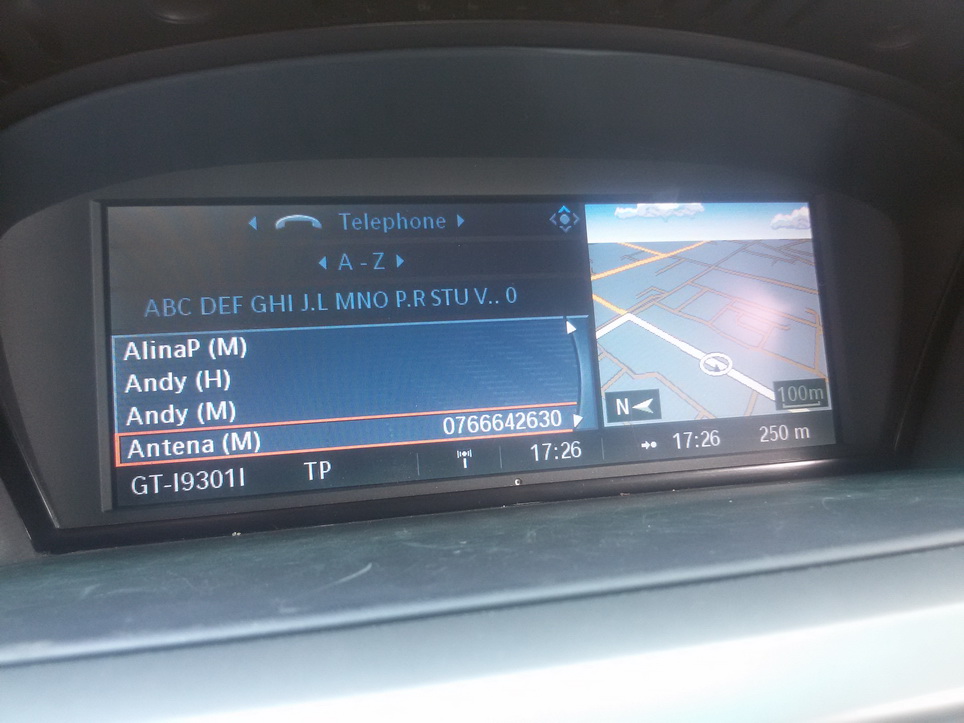 Telephone
A - Z
ABC DEF GHI J.L MNO P.R STU V.. 0
AlinaP (M)
Andy (H)
Andy (M)
Antena (M) 0766642630
GT-I9301I TP 17:26 17:26 250 m
N 100m